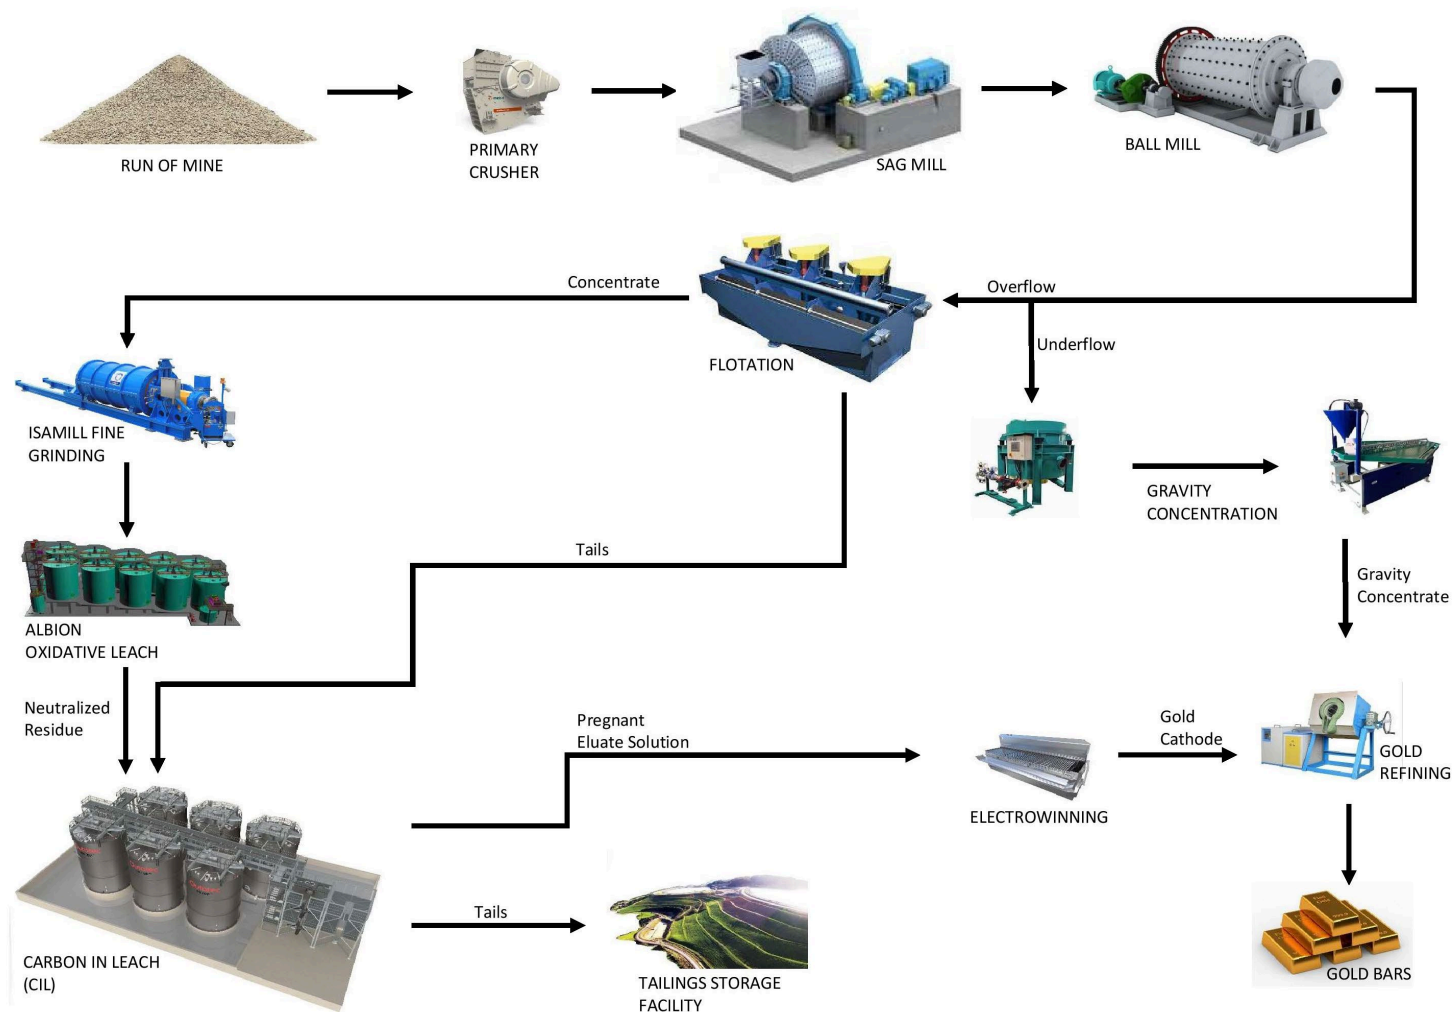 RUN OF MINE
PRIMARY
CRUSHER
SAG MILL
BALL MILL
Concentrate
Overflow
Underflow
FLOTATION
ISAMILL FINE
GRINDING
GRAVITY
CONCENTRATION
Tails
Gravity
Concentrate
ALBION
OXIDATIVE LEACH
Neutralized
Residue
Pregnant
Eluate Solution
Gold
Cathode
GOLD
REFINING
ELECTROWINNING
Tails
CARBON IN LEACH
(CIL)
TAILINGS STORAGE
FACILITY
GOLD BARS